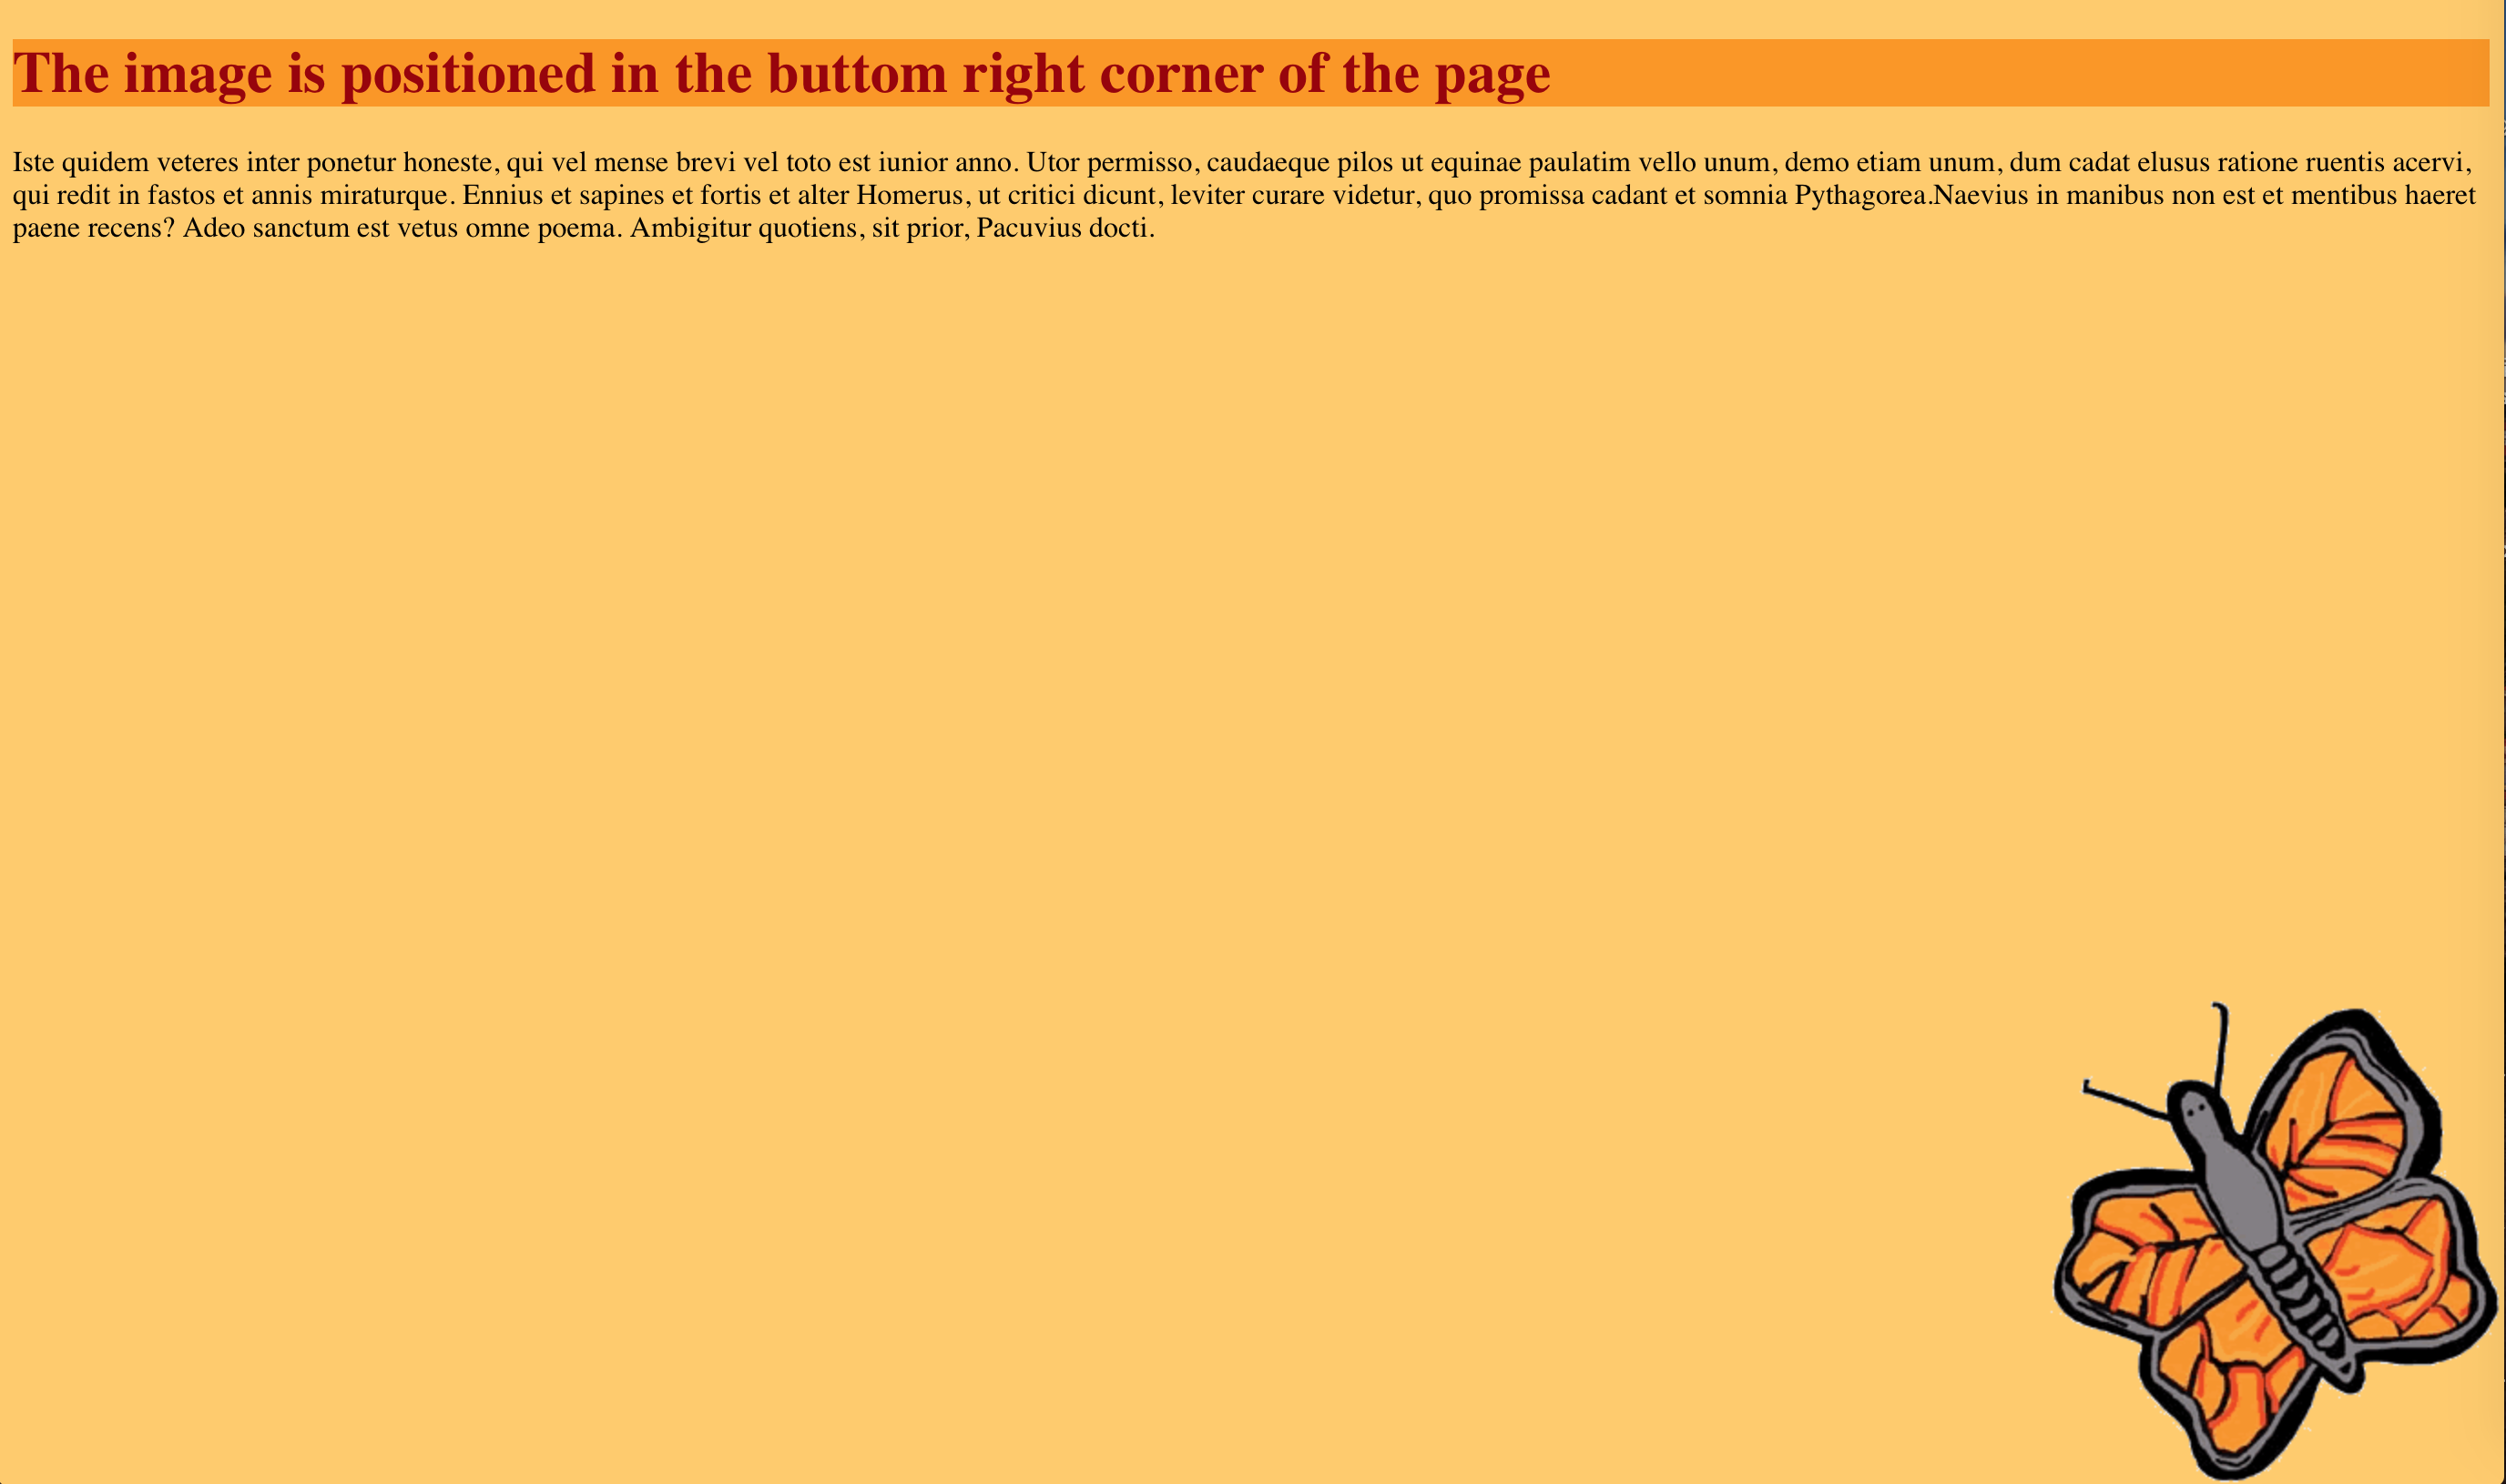 The image is positioned in the buttom right corner of the page
Iste quidem veteres inter ponetur honeste, qui vel mense brevi vel toto est iunior anno. Utor permisso, caudaeque pilos ut equinae paulatim vello unum, demo etiam unum, dum cadat elusus ratione ruentis acervi,
qui redit in fastos et annis miraturque. Ennius et sapines et fortis et alter Homerus, ut critici dicunt, leviter curare videtur, quo promissa cadant et somnia Pythagorea.Naevius in manibus non est et mentibus haeret
paene recens? Adeo sanctum est vetus omne poema. Ambigitur quotiens, sit prior, Pacuvius docti.